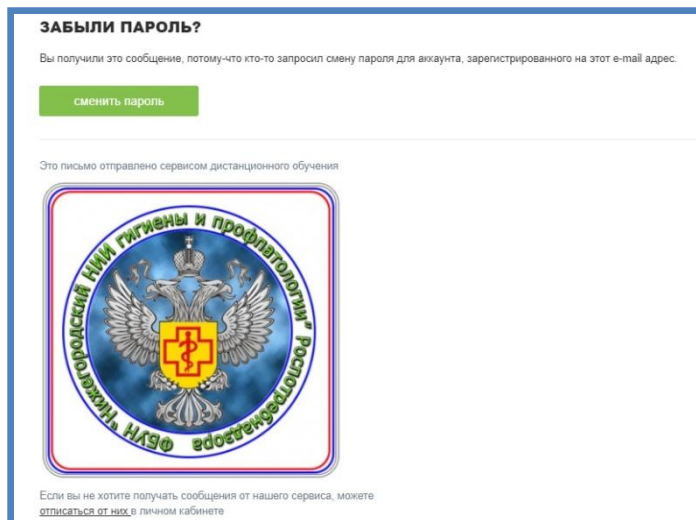 ЗАБЫЛИ ПАРОЛЬ?
Вы получили это сообщение, потому-что кто-то запросил смену пароля для аккаунта, зарегистрированного на этот e-mail адрес.
сменить пароль
Это письмо отправлено сервисом дистанционного обучения
ФБУН "Нижегородский НИИ гигиены и профпатологии" Роспотребнадзора
Если вы не хотите получать сообщения от нашего сервиса, можете
отписаться от них в личном кабинете